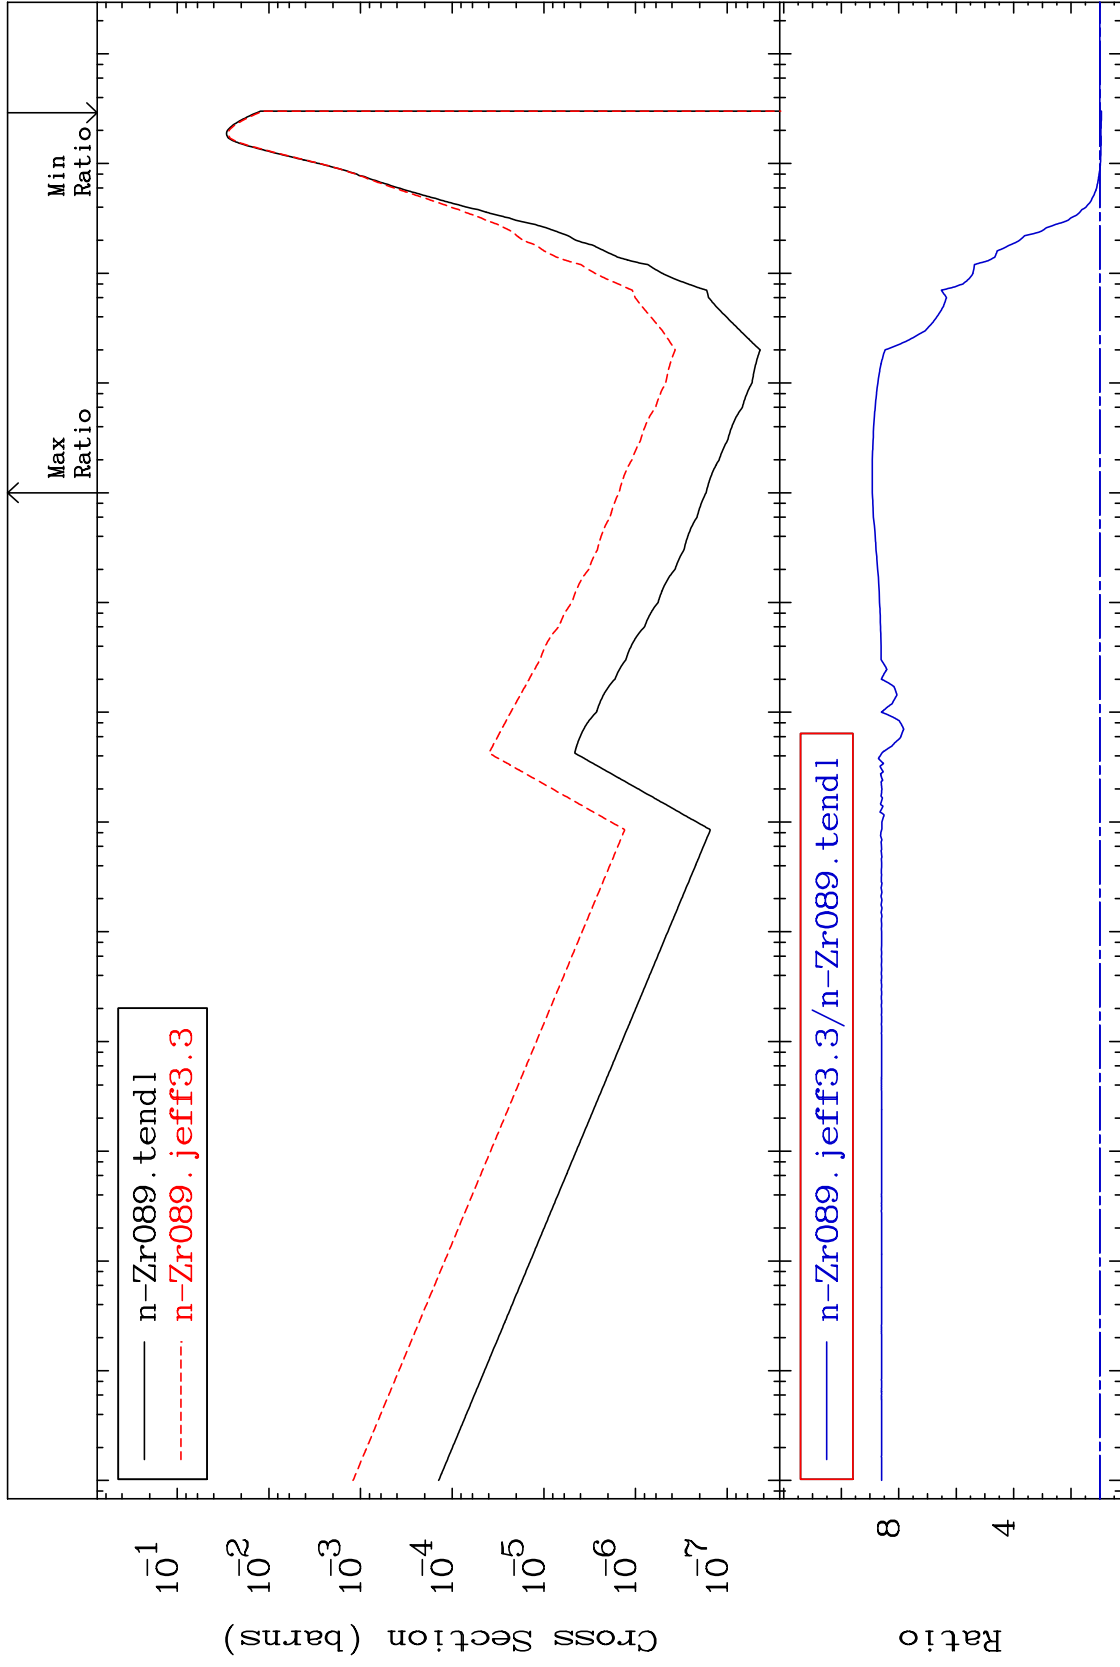 Max
Ratio
Min
Ratio
n-Zr089.tendl
n-Zr089.jeff3.3
10-1
10-2
10-3
10-4
10-5
10-6
10-7
Cross Section (barns)
n-Zr089.jeff3.3/n-Zr089.tendl
8
4
Ratio